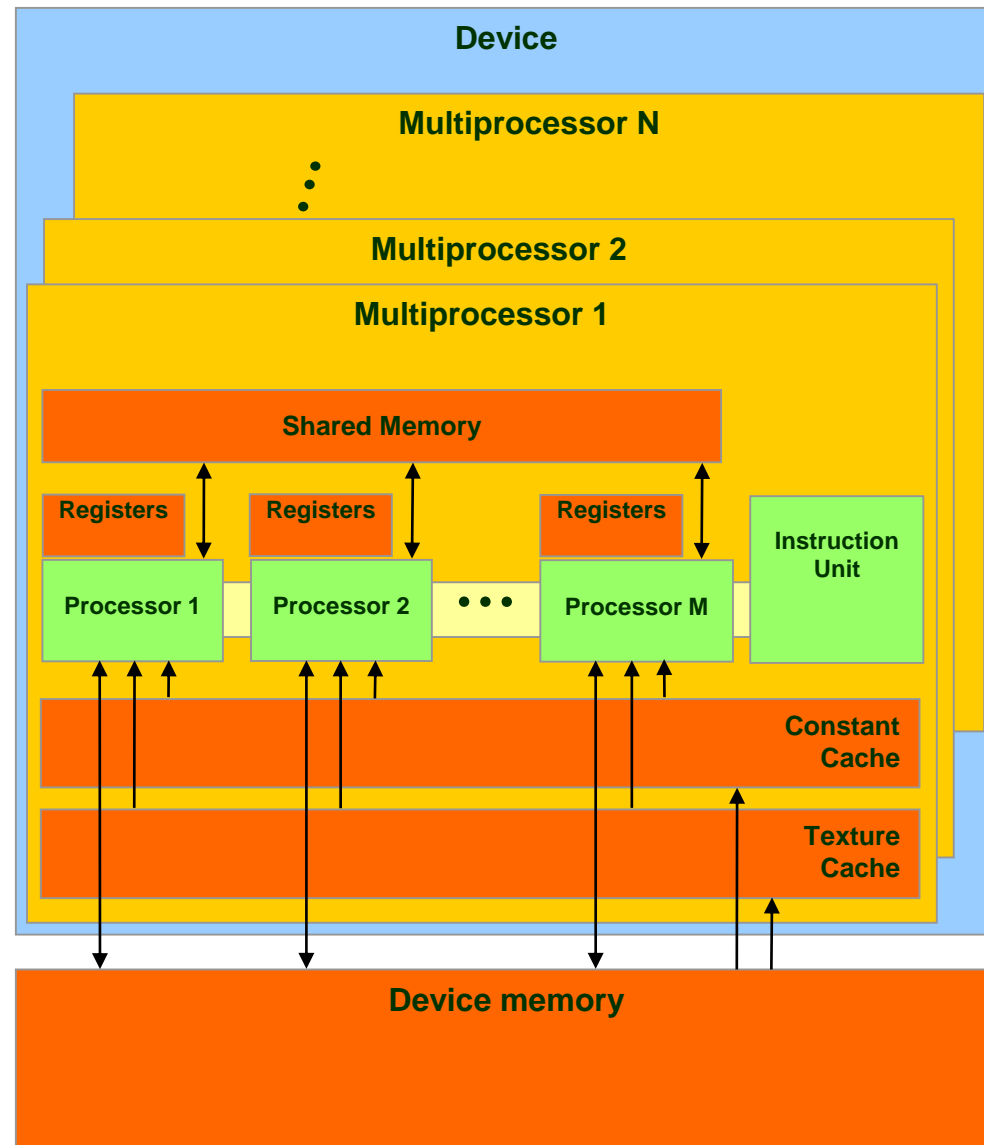 Device
Multiprocessor N
Multiprocessor 2
Multiprocessor 1
Shared Memory
Registers
Registers
Registers
Instruction
Unit
Processor 1
Processor 2
Processor M
Constant
Cache
Texture
Cache
Device memory